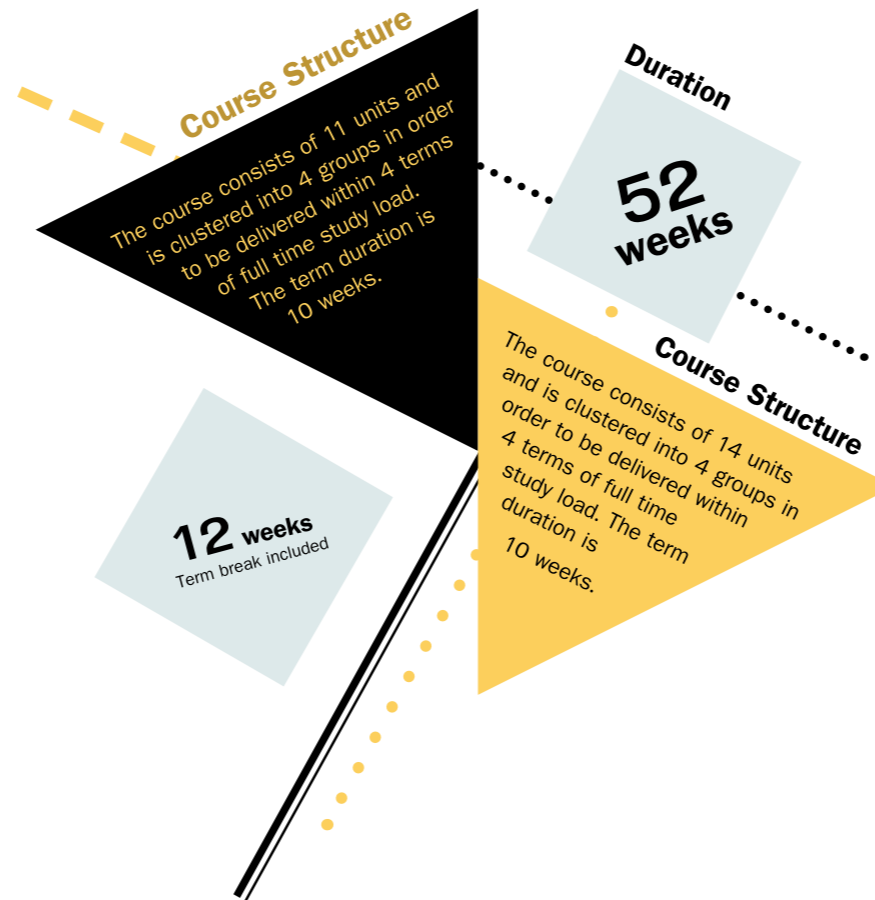 Course Structure
The course consists of 11 units and
is clustered into 4 groups in order
to be delivered within 4 terms
of full time study load.
The term duration is
10 weeks.
Duration
52
weeks
Course Structure
The course consists of 14 units
and is clustered into 4 groups in
order to be delivered within
4 terms of full time
study load. The term
duration is
10 weeks.
12 weeks
Term break included